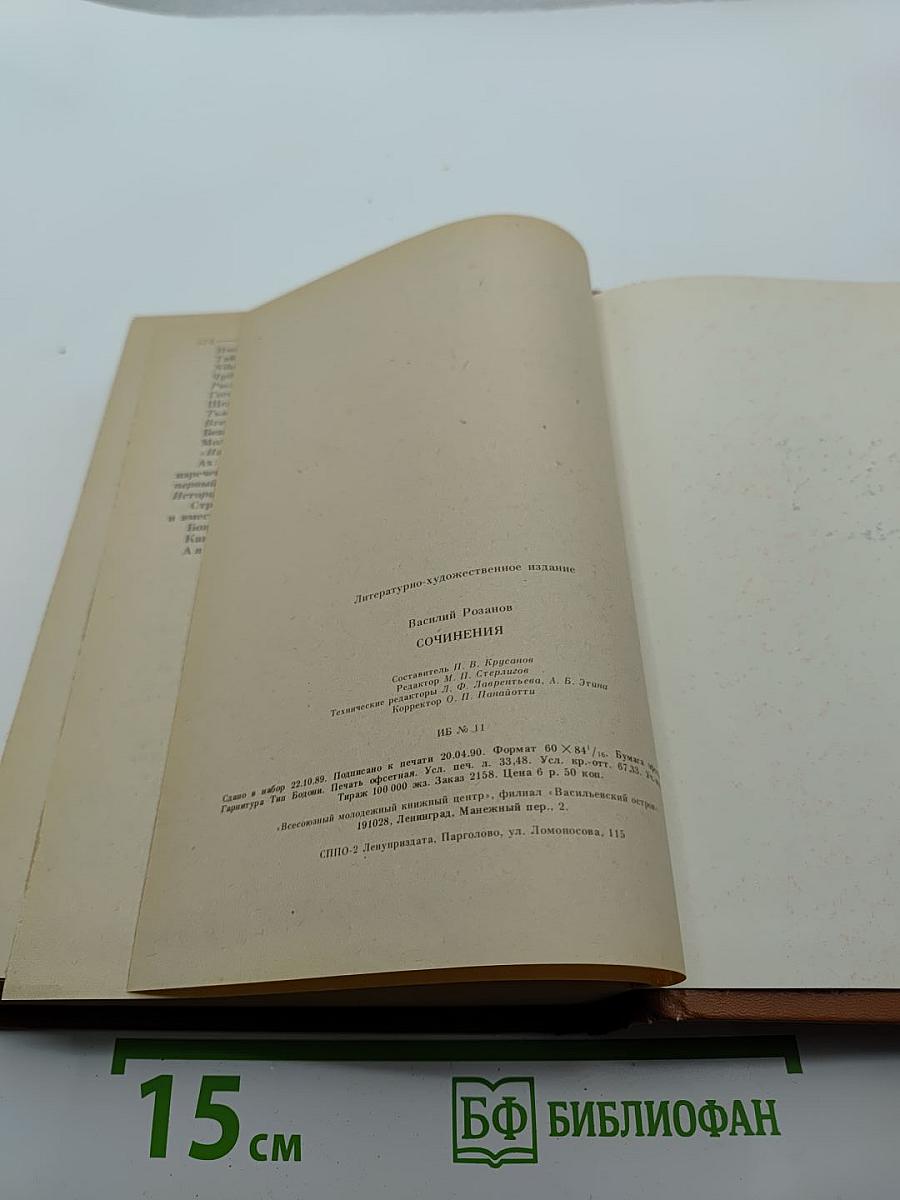 Литературно-художественное издание
Василий Розанов
СОЧИНЕНИЯ
Составитель П. В. Крусанов
Редактор М. П. Стерлигов
Технические редакторы Л. Ф. Лаврентьева, А. Б. Этина
Корректор О. П. Панайотти
ИБ № 11
Сдано в набор 22.10.89. Подписано к печати 20.04.90. Формат 60×84¹/₁₆. Бумага
Гарнитура Тип Бодони. Печать офсетная. Усл. печ. л. 33,48. Усл. кр.-отт. 67,33.
Тираж 100 000 экз. Заказ 2158. Цена 6 р. 50 коп.
«Всесоюзный молодежный книжный центр», филиал «Васильевский остров»
191028, Ленинград, Манежный пер., 2.
СППО-2 Ленуприздата, Парголово, ул. Ломоносова, 115
15 см
БФ БИБЛИОФАН